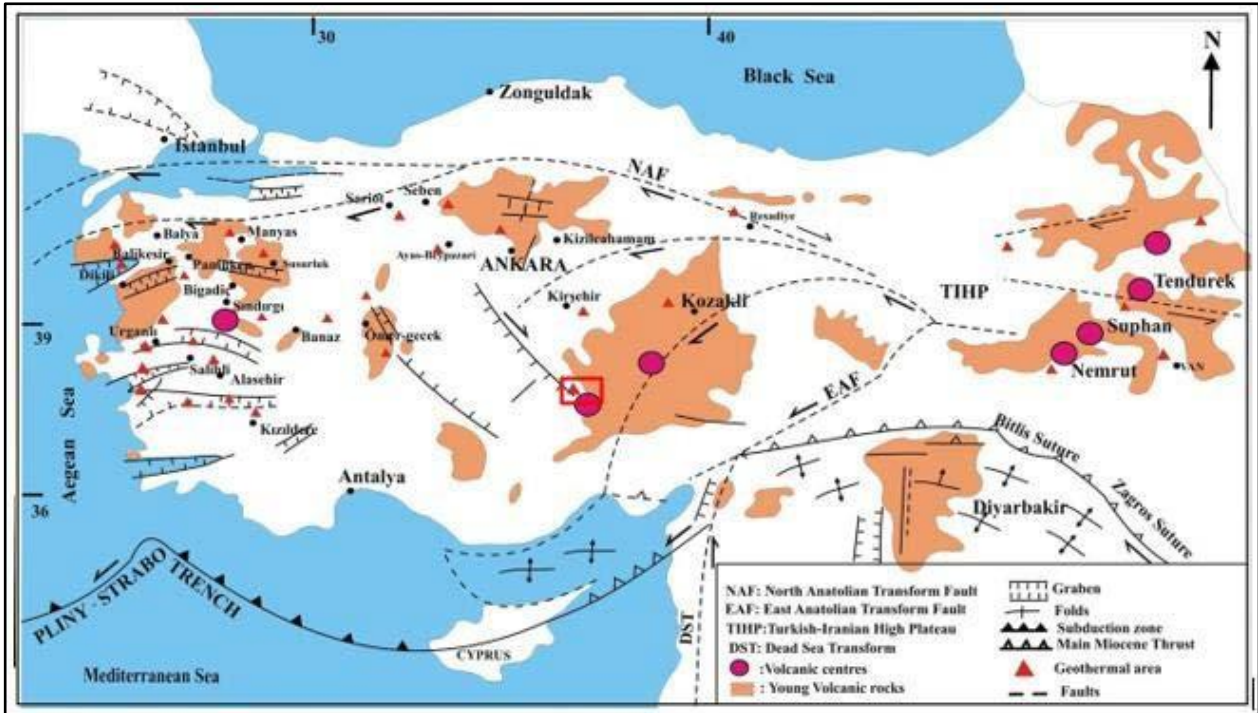 30
40
N
Black Sea
Zonguldak
Istanbul
NAF
Seben
Sariot
Resadiye
Balya
Manyas
Kizilcahamam
Balikesir
Susurluk
Ayas-Beypazari
ANKARA
Dikili
Bigadic
Sındırgı
Kirsehir
Kozakli
TIHP
Tendurek
39
Urganlı
Banaz
Omer-gecek
Suphan
Salihli
Alasehir
Nemrut
VAN
EAF
Kızıldere
Aegean Sea
Antalya
Bitlis Suture
36
Diyarbakir
Zagros Suture
PLINY - STRABO TRENCH
DST
CYPRUS
Mediterranean Sea
NAF: North Anatolian Transform Fault
EAF: East Anatolian Transform Fault
TIHP:Turkish-Iranian High Plateau
DST: Dead Sea Transform
:Volcanic centres
: Young Volcanic rocks
Graben
Folds
Subduction zone
Main Miocene Thrust
Geothermal area
Faults